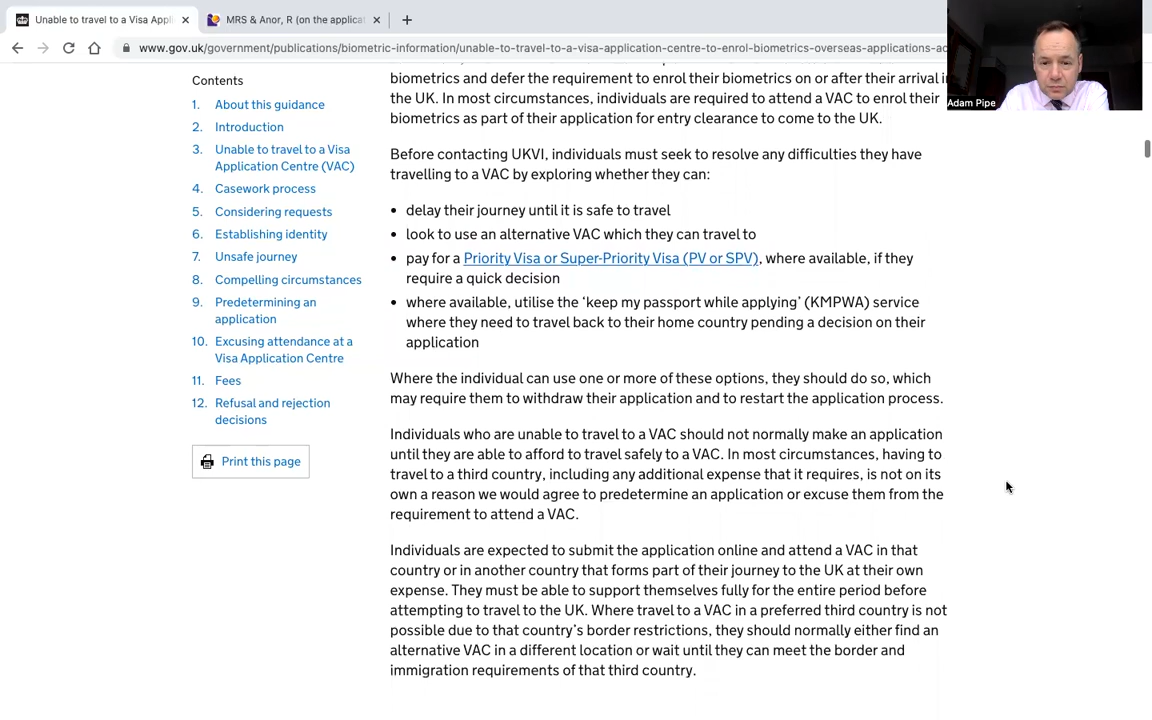 Unable to travel to a Visa Appli
MRS & Anor, R (on the applicat
www.gov.uk/government/publications/biometric-information/unable-to-travel-to-a-visa-application-centre-to-enrol-biometrics-overseas-applications-ac
Adam Pipe
Contents
1. About this guidance
2. Introduction
3. Unable to travel to a Visa
Application Centre (VAC)
4. Casework process
5. Considering requests
6. Establishing identity
7. Unsafe journey
8. Compelling circumstances
9. Predetermining an
application
10. Excusing attendance at a
Visa Application Centre
11. Fees
12. Refusal and rejection
decisions
Print this page
biometrics and defer the requirement to enrol their biometrics on or after their arrival in
the UK. In most circumstances, individuals are required to attend a VAC to enrol their
biometrics as part of their application for entry clearance to come to the UK.
Before contacting UKVI, individuals must seek to resolve any difficulties they have
travelling to a VAC by exploring whether they can:
• delay their journey until it is safe to travel
• look to use an alternative VAC which they can travel to
• pay for a Priority Visa or Super-Priority Visa (PV or SPV), where available, if they
require a quick decision
• where available, utilise the ‘keep my passport while applying’ (KMPWA) service
where they need to travel back to their home country pending a decision on their
application
Where the individual can use one or more of these options, they should do so, which
may require them to withdraw their application and to restart the application process.
Individuals who are unable to travel to a VAC should not normally make an application
until they are able to afford to travel safely to a VAC. In most circumstances, having to
travel to a third country, including any additional expense that it requires, is not on its
own a reason we would agree to predetermine an application or excuse them from the
requirement to attend a VAC.
Individuals are expected to submit the application online and attend a VAC in that
country or in another country that forms part of their journey to the UK at their own
expense. They must be able to support themselves fully for the entire period before
attempting to travel to the UK. Where travel to a VAC in a preferred third country is not
possible due to that country’s border restrictions, they should normally either find an
alternative VAC in a different location or wait until they can meet the border and
immigration requirements of that third country.